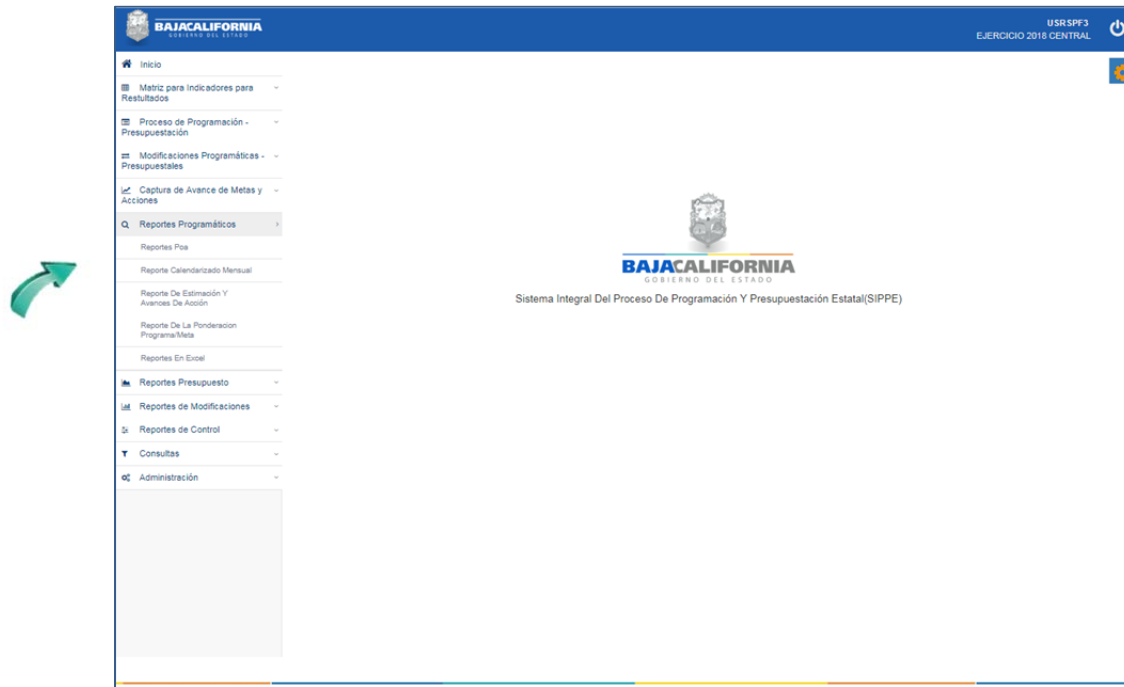 BAJACALIFORNIA
GOBIERNO DEL ESTADO
USRSPF3
EJERCICIO 2018 CENTRAL
Inicio
Matriz para Indicadores para
Restultados
Proceso de Programación -
Presupuestación
Modificaciones Programáticas -
Presupuestales
Captura de Avance de Metas y
Acciones
Reportes Programáticos
Reportes Poa
Reporte Calendarizado Mensual
Reporte De Estimación Y
Avances De Acción
Reporte De La Ponderacion
Programa/Meta
Reportes En Excel
Reportes Presupuesto
Reportes de Modificaciones
Reportes de Control
Consultas
Administración
BAJACALIFORNIA
GOBIERNO DEL ESTADO
Sistema Integral Del Proceso De Programación Y Presupuestación Estatal(SIPPE)